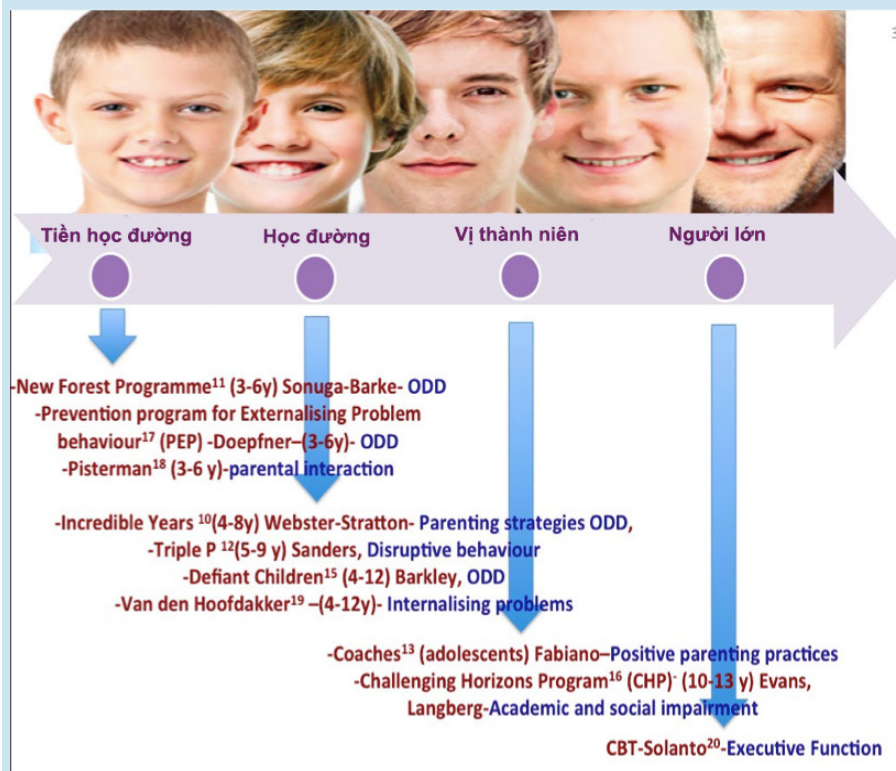 3
Tiền học đường
Học đường
Vị thành niên
Người lớn
-New Forest Programme¹¹ (3-6y) Sonuga-Barke- ODD
-Prevention program for Externalising Problem
behaviour¹⁷ (PEP) -Doepfner–(3-6y)- ODD
-Pisterman¹⁸ (3-6 y)-parental interaction
-Incredible Years ¹⁰(4-8y) Webster-Stratton- Parenting strategies ODD,
-Triple P ¹²(5-9 y) Sanders, Disruptive behaviour
-Defiant Children¹⁵ (4-12) Barkley, ODD
-Van den Hoofdakker¹⁹ –(4-12y)- Internalising problems
-Coaches¹³ (adolescents) Fabiano–Positive parenting practices
-Challenging Horizons Program¹⁶ (CHP)⁻ (10-13 y) Evans,
Langberg-Academic and social impairment
CBT-Solanto²⁰-Executive Function